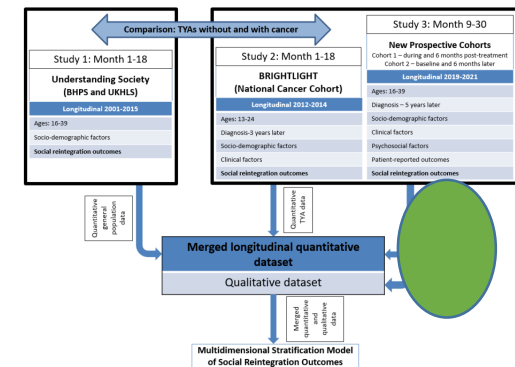 Comparison: TYAs without and with cancer
Study 1: Month 1-18
Understanding Society
(BHPS and UKHLS)
Longitudinal 2001-2015
Ages: 16-39
Socio-demographic factors
Social reintegration outcomes
Study 2: Month 1-18
BRIGHTLIGHT
(National Cancer Cohort)
Longitudinal 2012-2014
Ages: 13-24
Diagnosis-3 years later
Socio-demographic factors
Clinical factors
Social reintegration outcomes
Study 3: Month 9-30
New Prospective Cohorts
Cohort 1 – during and 6 months post-treatment
Cohort 2 – baseline and 6 months later
Longitudinal 2019-2021
Ages: 16-39
Diagnosis – 5 years later
Socio-demographic factors
Clinical factors
Psychosocial factors
Patient-reported outcomes
Social reintegration outcomes
Quantitative
general
population
data
Quantitative
TYA data
Merged longitudinal quantitative
dataset
Qualitative dataset
Merged
quantitative
and
qualitative
data
Multidimensional Stratification Model
of Social Reintegration Outcomes